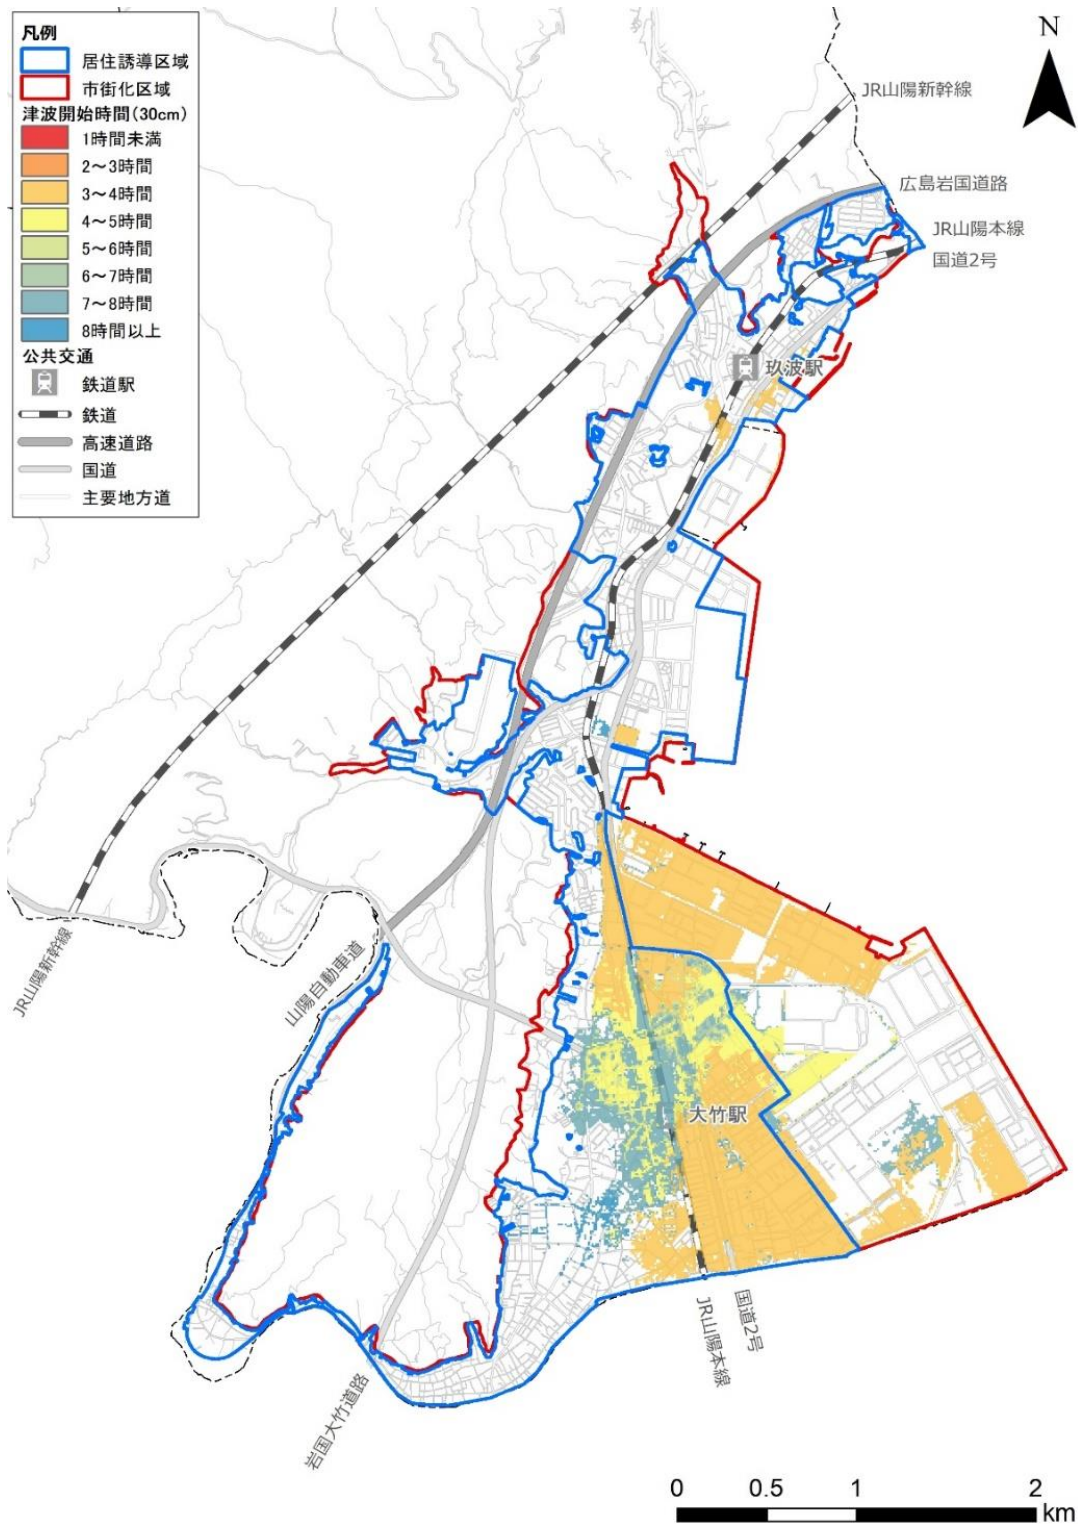 凡例
居住誘導区域
市街化区域
津波開始時間(30cm)
1時間未満
2～3時間
3～4時間
4～5時間
5～6時間
6～7時間
7～8時間
8時間以上
公共交通
鉄道駅
鉄道
高速道路
国道
主要地方道
N
JR山陽新幹線
広島岩国道路
JR山陽本線
国道2号
玖波駅
JR山陽新幹線
山陽自動車道
大竹駅
国道2号
JR山陽本線
岩国大竹道路
0 0.5 1 2
km